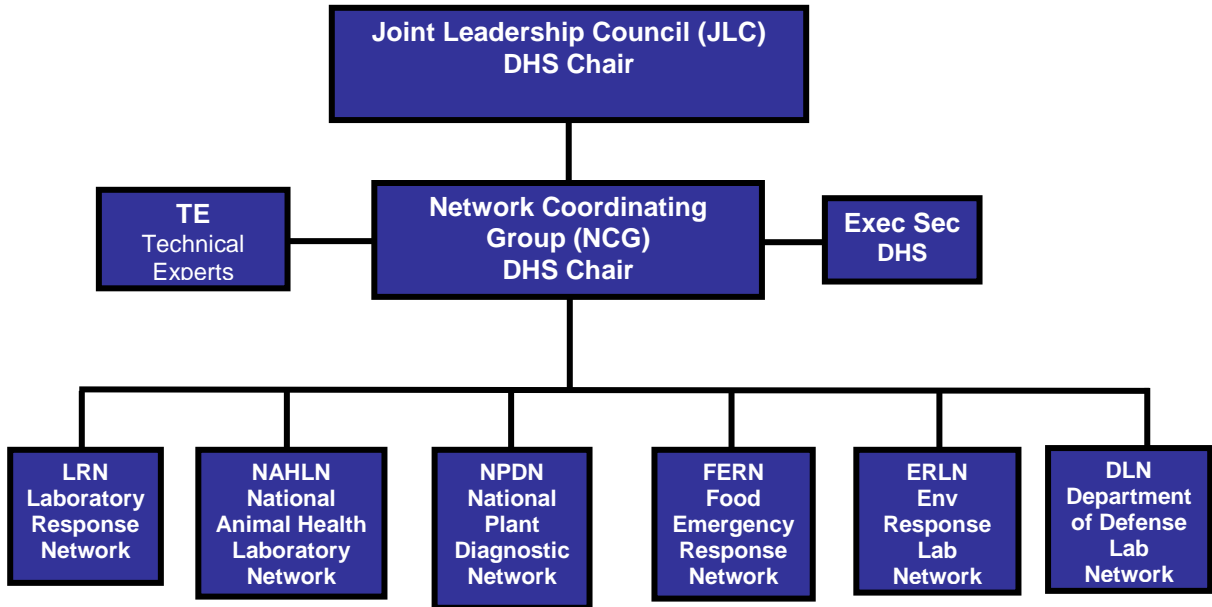 Joint Leadership Council (JLC)
DHS Chair
TE
Technical
Experts
Network Coordinating
Group (NCG)
DHS Chair
Exec Sec
DHS
LRN
Laboratory
Response
Network
NAHLN
National
Animal Health
Laboratory
Network
NPDN
National
Plant
Diagnostic
Network
FERN
Food
Emergency
Response
Network
ERLN
Env
Response
Lab
Network
DLN
Department
of Defense
Lab
Network